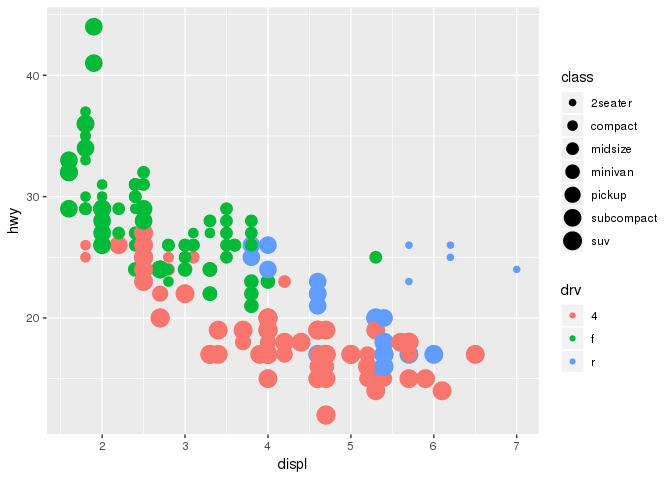 40
30
20
hwy
2 3 4 5 6 7
displ
class
2seater
compact
midsize
minivan
pickup
subcompact
suv
drv
4
f
r